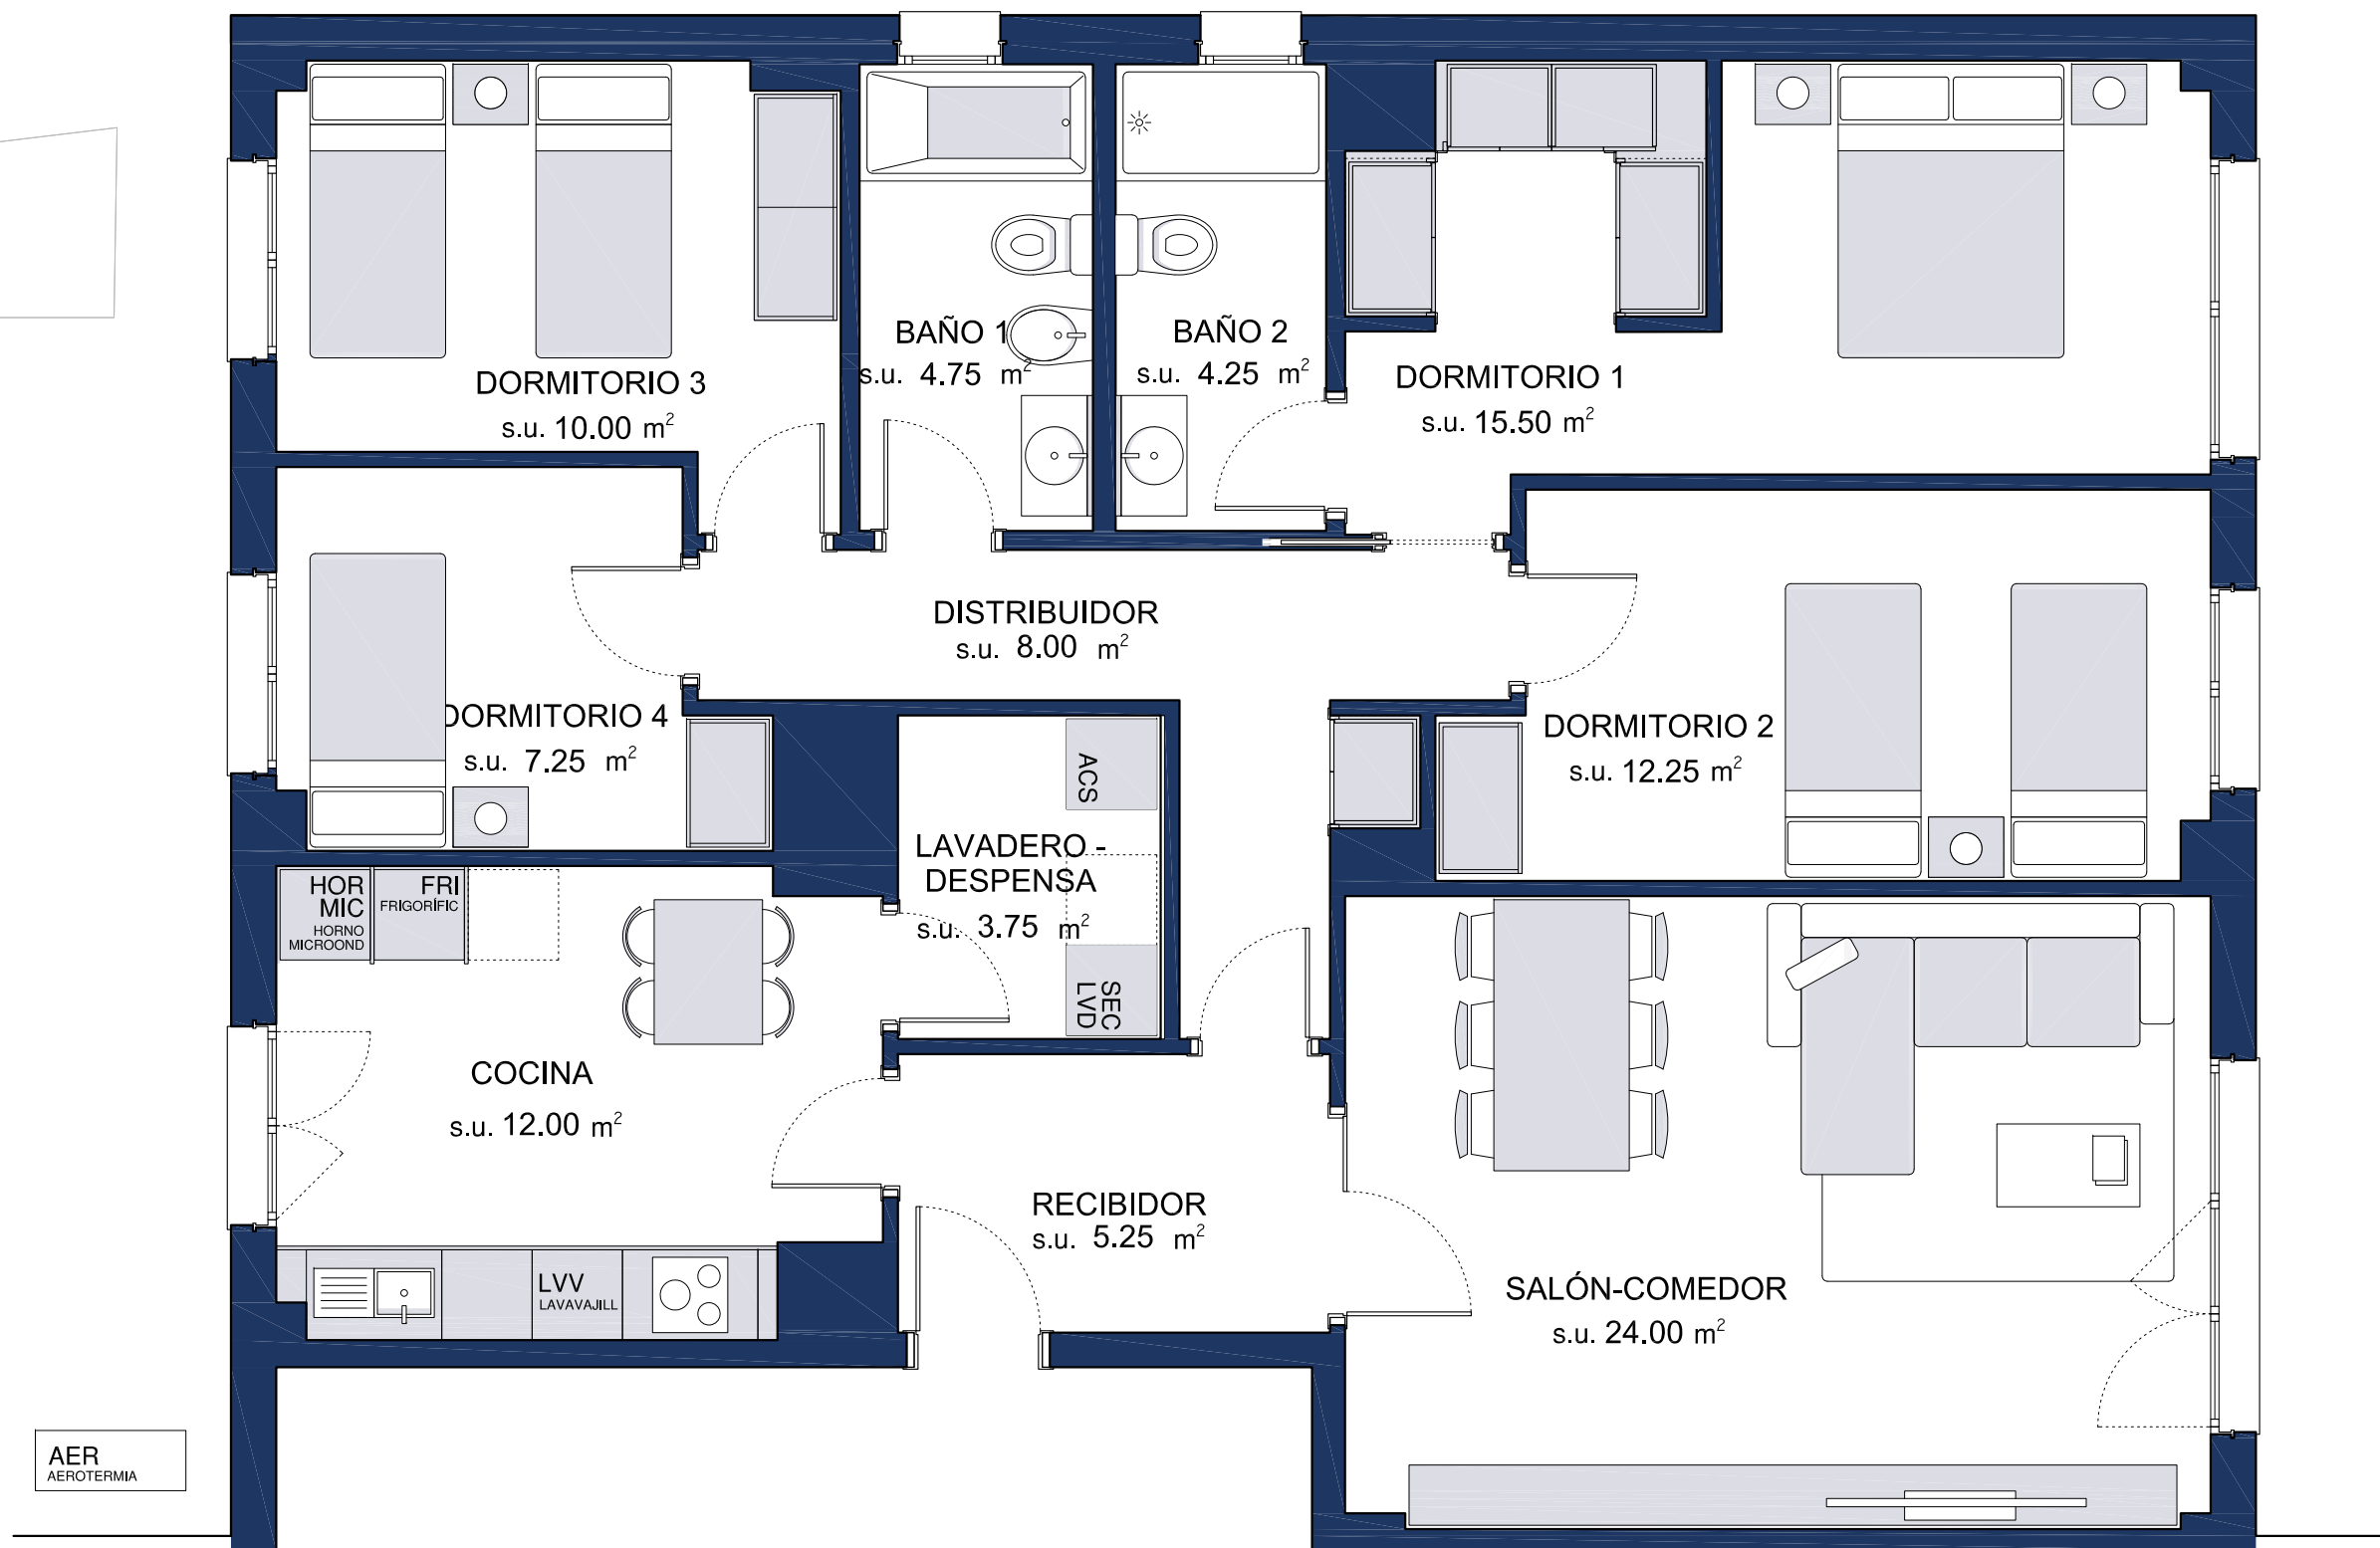 BAÑO 1
s.u. 4.75 m²
BAÑO 2
s.u. 4.25 m²
DORMITORIO 3
s.u. 10.00 m²
DORMITORIO 1
s.u. 15.50 m²
DISTRIBUIDOR
s.u. 8.00 m²
DORMITORIO 4
s.u. 7.25 m²
DORMITORIO 2
s.u. 12.25 m²
ACS
LAVADERO -
DESPENSA
s.u. 3.75 m²
SEC
LVD
HOR
MIC
HORNO
MICROOND
FRI
FRIGORÍFIC
COCINA
s.u. 12.00 m²
RECIBIDOR
s.u. 5.25 m²
LVV
LAVAVAJILL
SALÓN-COMEDOR
s.u. 24.00 m²
AER
AEROTERMIA